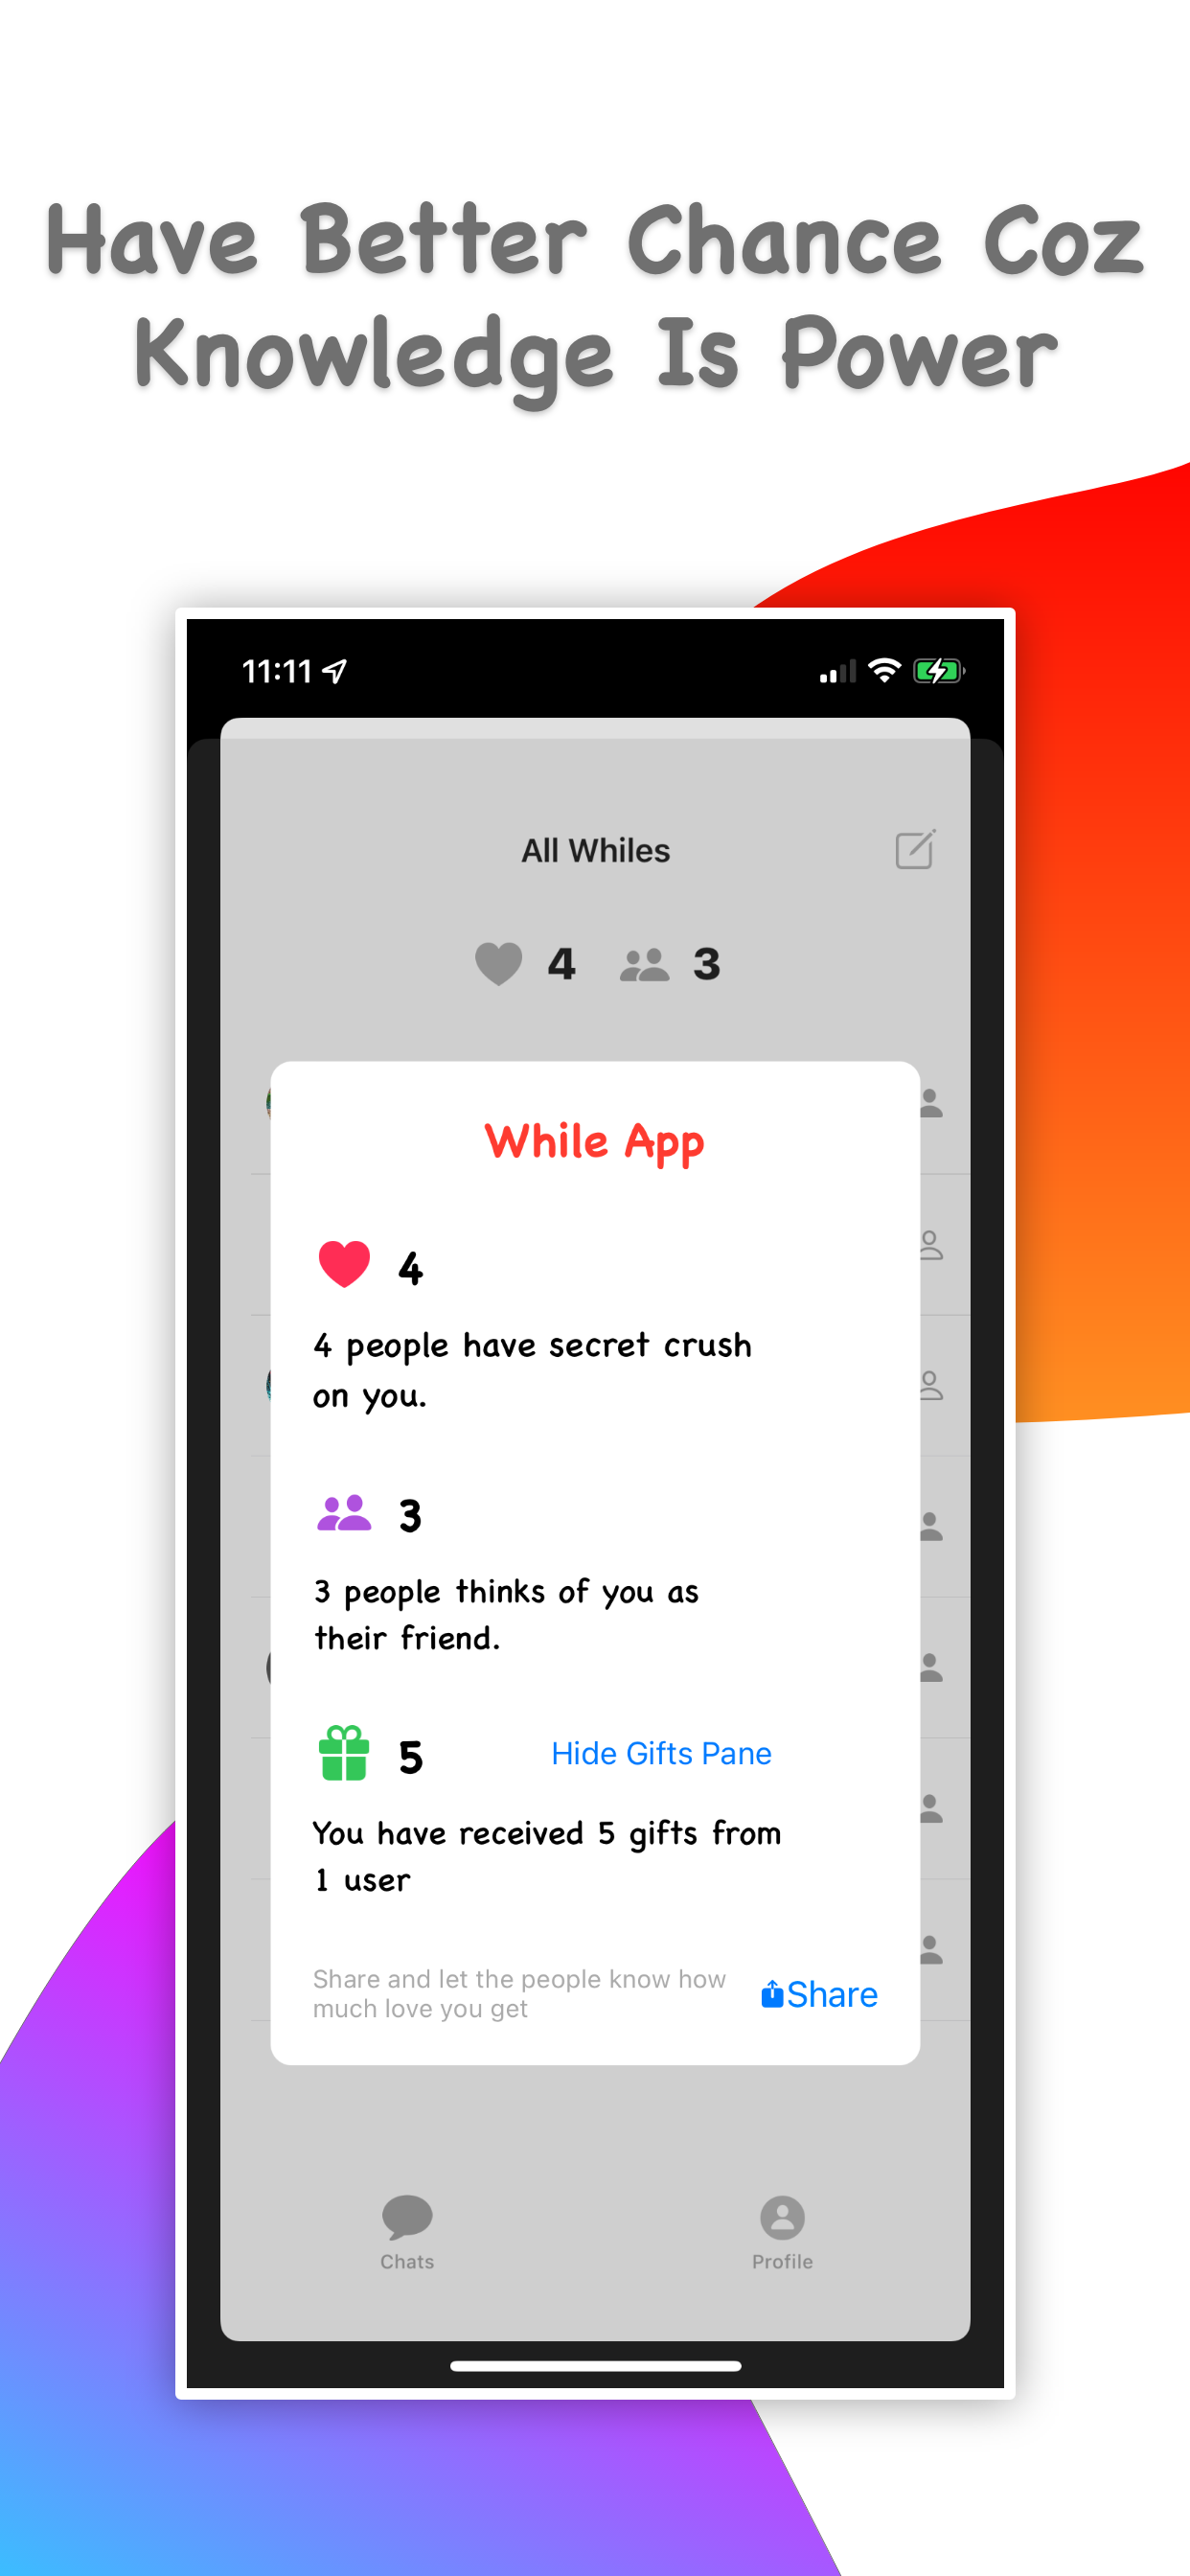 Have Better Chance Coz
Knowledge Is Power
11:11
All Whiles
4 3
While App
4
4 people have secret crush
on you.
3
3 people thinks of you as
their friend.
5 Hide Gifts Pane
You have received 5 gifts from
1 user
Share and let the people know how
much love you get
Share
Chats Profile